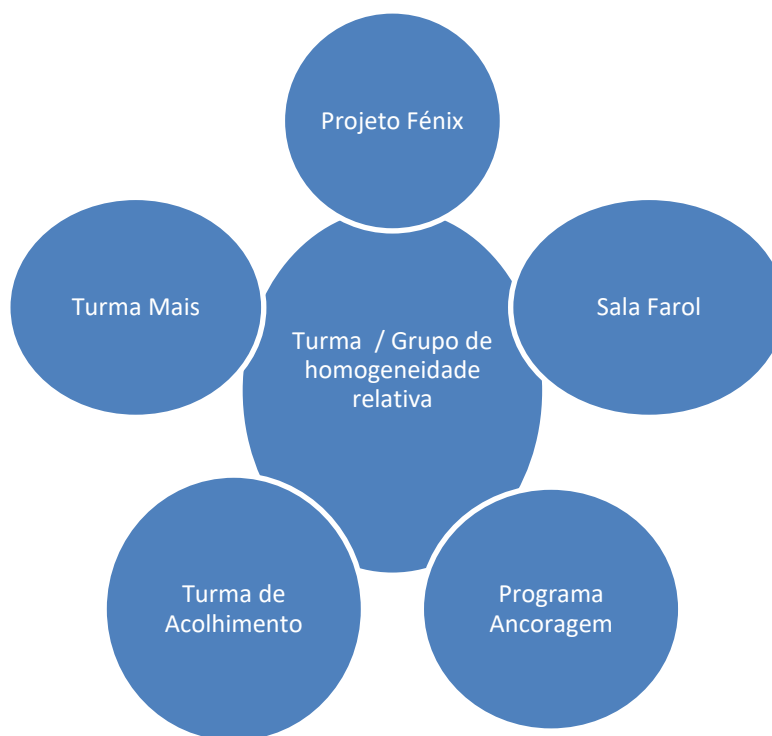 Projeto Fénix
Turma Mais
Sala Farol
Turma / Grupo de
homogeneidade
relativa
Turma de
Acolhimento
Programa
Ancoragem